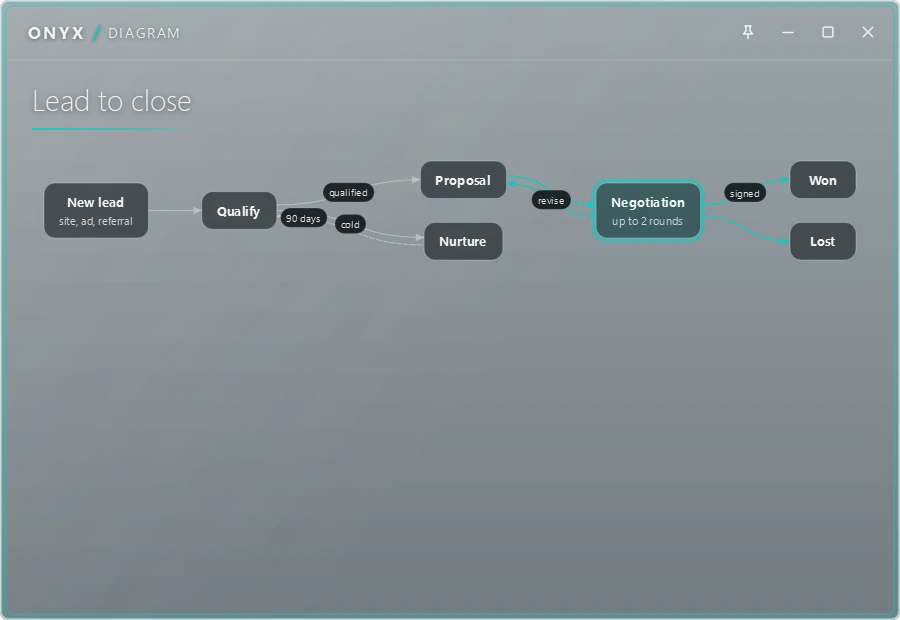 ONYX / DIAGRAM
Lead to close
New lead
site, ad, referral
Qualify
qualified
90 days
cold
Proposal
Nurture
revise
Negotiation
up to 2 rounds
signed
Won
Lost